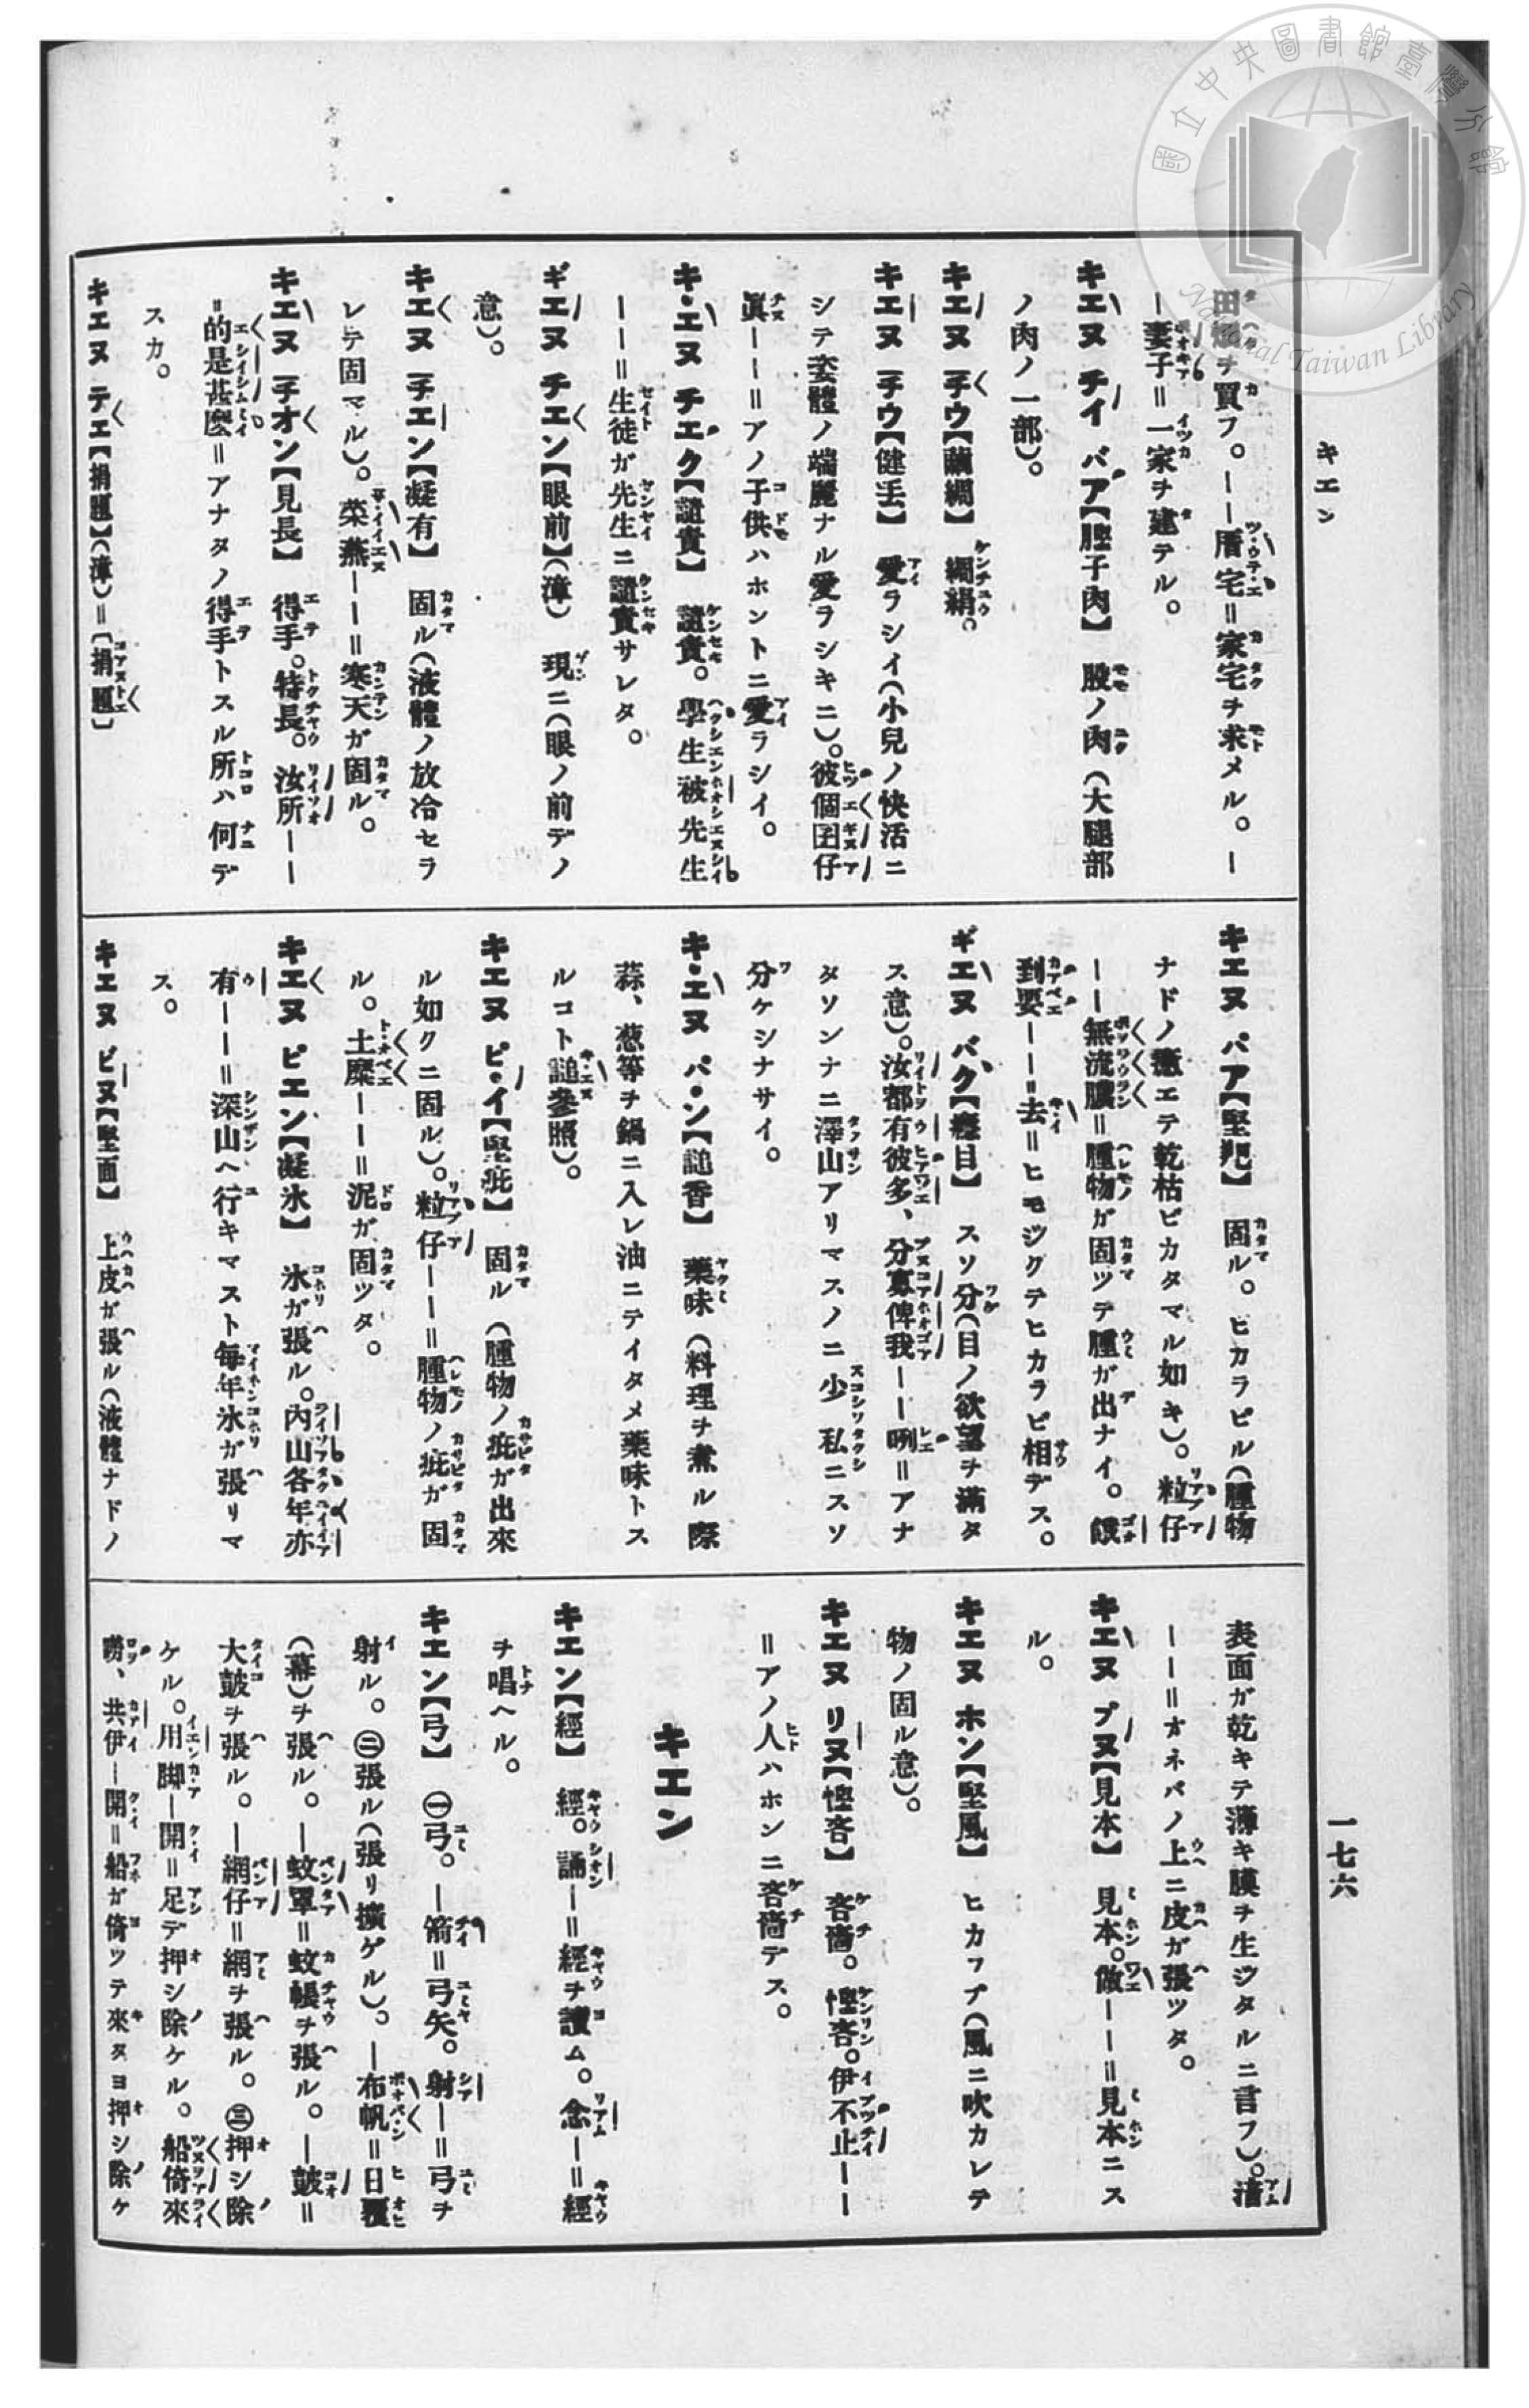 國立中央圖書館臺灣分館
National Taiwan Library
キエン
一七六
田園ヲ買フ。——厝宅＝家宅ヲ求メル。—
—妻子＝一家ヲ建テル。
キエヌ チイ バア【腱子肉】 股ノ肉（大腿部
ノ肉ノ一部）。
キエヌ チウ【繭綢】 繭絹。
キエヌ チウ【健丟】 愛ラシイ（小兒ノ快活ニ
シテ姿體ノ端麗ナル愛ラシキニ）。彼個囝仔
眞——＝アノ子供ハホントニ愛ラシイ。
キ・エヌ チエク【譴責】 譴責。學生被先生
——＝生徒ガ先生ニ譴責サレタ。
ギエヌ チエン【眼前】（漳） 現ニ（眼ノ前デノ
意）。
キエヌ チエン【凝有】 固ル（液體ノ放冷セラ
レテ固マル）。菜燕——＝寒天ガ固ル。
キエヌ チオン【見長】 得手。特長。汝所——
的是甚麼＝アナタノ得手トスル所ハ何デ
スカ。
キエヌ テエ【捐題】（漳）＝〔捐題〕
キエヌ パア【堅疕】 固ル。ヒカラビル（腫物
ナドノ癒エテ乾枯ビカタマル如キ）。粒仔
——無流膿＝腫物ガ固ツテ膿ガ出ナイ。餓
到要——去＝ヒモジクテヒカラビ相デス。
ギエヌ バク【癮目】 スソ分（目ノ欲望ヲ滿タ
ス意）。汝都有彼多、分寡俾我——咧＝アナ
タソンナニ澤山アリマスノニ少私ニスソ
分ケシナサイ。
キ・エヌ パ・ン【謎香】 藥味（料理ヲ煮ル際
蒜、葱等ヲ鍋ニ入レ油ニテイタメ藥味トス
ルコト 參照）。
キエヌ ピ・イ【堅疕】 固ル（腫物ノ疕ガ出來
ル如クニ固ル）。粒仔——＝腫物ノ疕ガ固
ル。土糜——＝泥ガ固ツタ。
キエヌ ピエン【凝氷】 氷ガ張ル。內山各年亦
有——＝深山ヘ行キマスト每年氷ガ張リマ
ス。
キエヌ ビヌ【堅面】 上皮ガ張ル（液體ナドノ
表面ガ乾キテ薄キ膜ヲ生ジタルニ言フ）。
——＝オネバノ上ニ皮ガ張ツタ。
キエヌ プヌ【見本】 見本。做——＝見本ニス
ル。
キエヌ ホン【堅風】 ヒカラブ（風ニ吹カレテ
物ノ固ル意）。
キエヌ リヌ【慳吝】 吝嗇。慳吝。伊不止——
＝アノ人ハホンニ吝嗇デス。
キエン
キエン【經】 經。誦—＝經ヲ讀ム。念—＝經
ヲ唱ヘル。
キエン【弓】 ㊀弓。—箭＝弓矢。射—＝弓ヲ
射ル。㊁張ル（張リ擴ゲル）。—布帆＝日覆
（幕）ヲ張ル。—蚊罩＝蚊帳ヲ張ル。—鼓＝
大鼓ヲ張ル。—網仔＝網ヲ張ル。㊂押シ除
ケル。用脚—開＝足デ押シ除ケル。船倚來
嘮、共伊—開＝船ガ倚ツテ來タヨ押シ除ケ